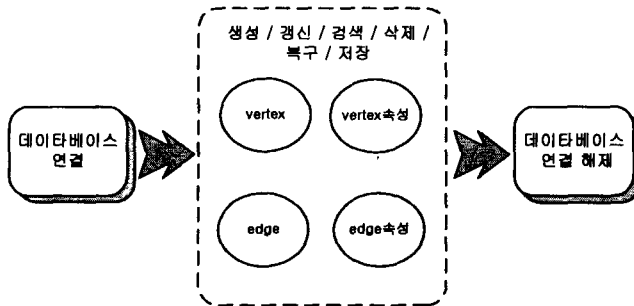 생성 / 갱신 / 검색 / 삭제 /
복구 / 저장
데이타베이스
연결
vertex
vertex속성
edge
edge속성
데이타베이스
연결 해제